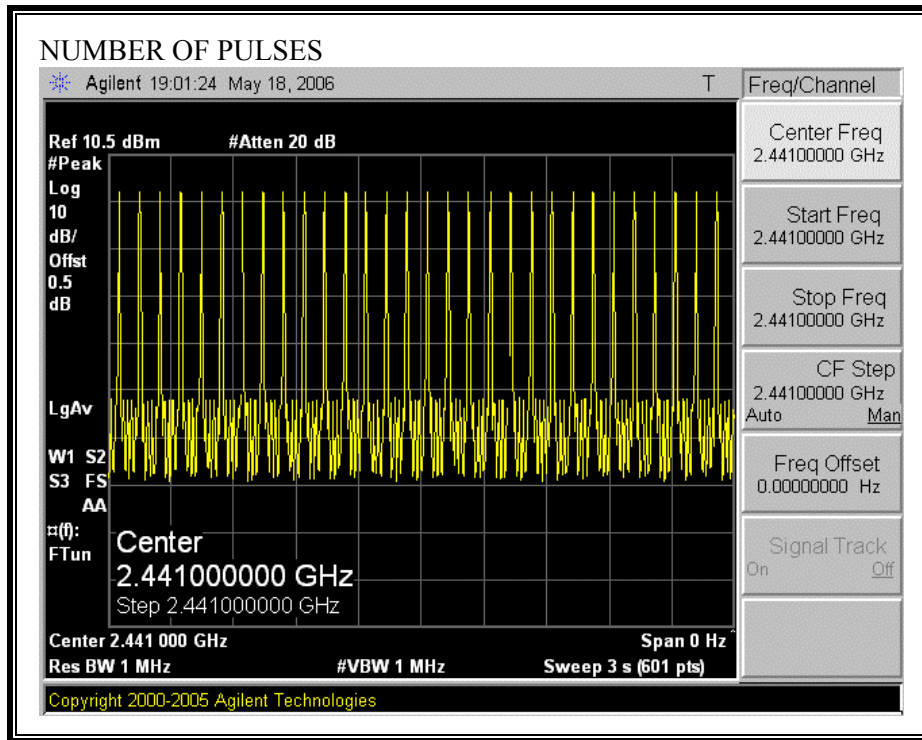 NUMBER OF PULSES
Agilent 19:01:24 May 18, 2006 T
Freq/Channel
Ref 10.5 dBm #Atten 20 dB
#Peak
Log
10
dB/
Offst
0.5
dB
LgAv
W1 S2
S3 FS
AA
¤(f):
FTun
Center
2.441000000 GHz
Step 2.441000000 GHz
Center 2.441 000 GHz Span 0 Hz ^
Res BW 1 MHz #VBW 1 MHz Sweep 3 s (601 pts)
Copyright 2000-2005 Agilent Technologies
Center Freq
2.44100000 GHz
Start Freq
2.44100000 GHz
Stop Freq
2.44100000 GHz
CF Step
2.44100000 GHz
Auto Man
Freq Offset
0.00000000 Hz
Signal Track
On Off